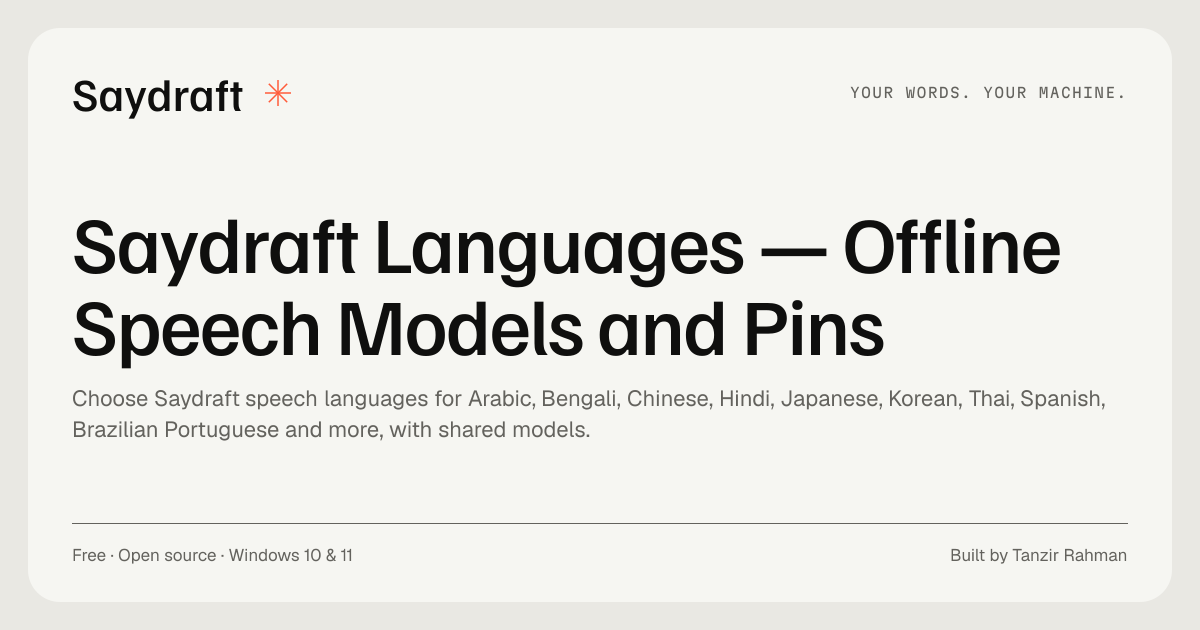 Saydraft
YOUR WORDS. YOUR MACHINE.
Saydraft Languages — Offline
Speech Models and Pins
Choose Saydraft speech languages for Arabic, Bengali, Chinese, Hindi, Japanese, Korean, Thai, Spanish,
Brazilian Portuguese and more, with shared models.
Free · Open source · Windows 10 & 11
Built by Tanzir Rahman